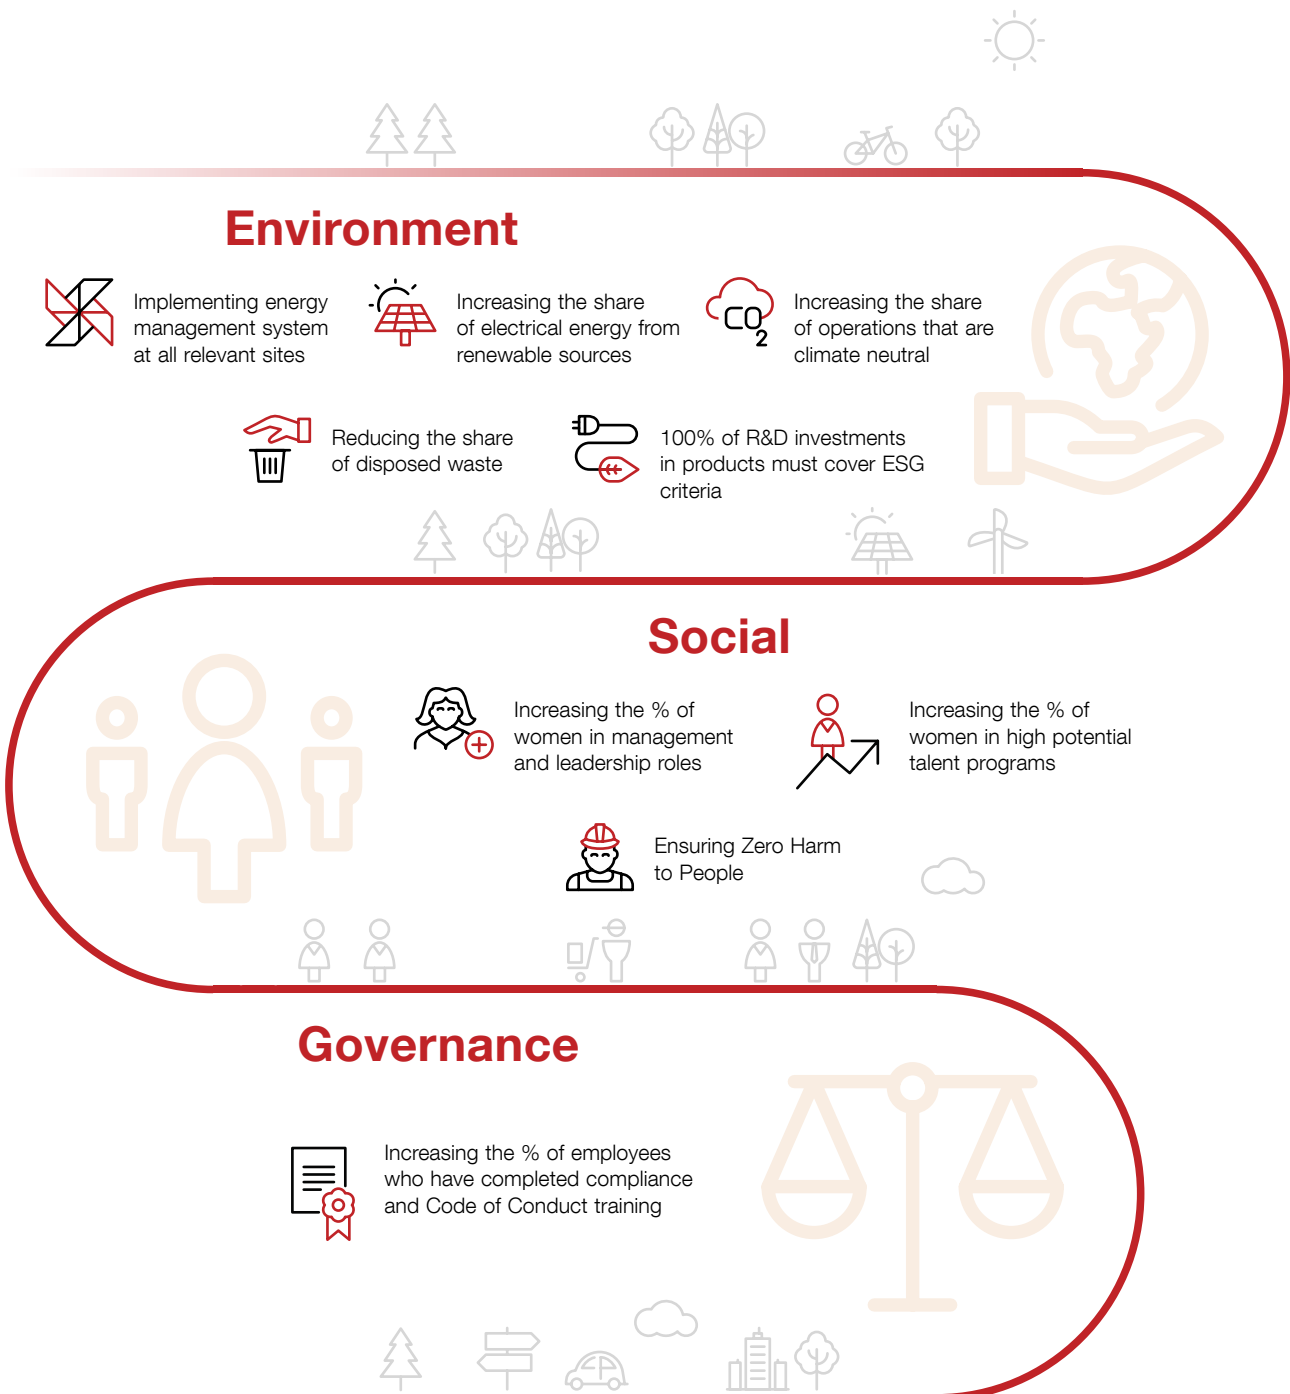 Environment
Implementing energy
management system
at all relevant sites
Increasing the share
of electrical energy from
renewable sources
CO2
Increasing the share
of operations that are
climate neutral
Reducing the share
of disposed waste
100% of R&D investments
in products must cover ESG
criteria
Social
Increasing the % of
women in management
and leadership roles
Increasing the % of
women in high potential
talent programs
Ensuring Zero Harm
to People
Governance
Increasing the % of employees
who have completed compliance
and Code of Conduct training